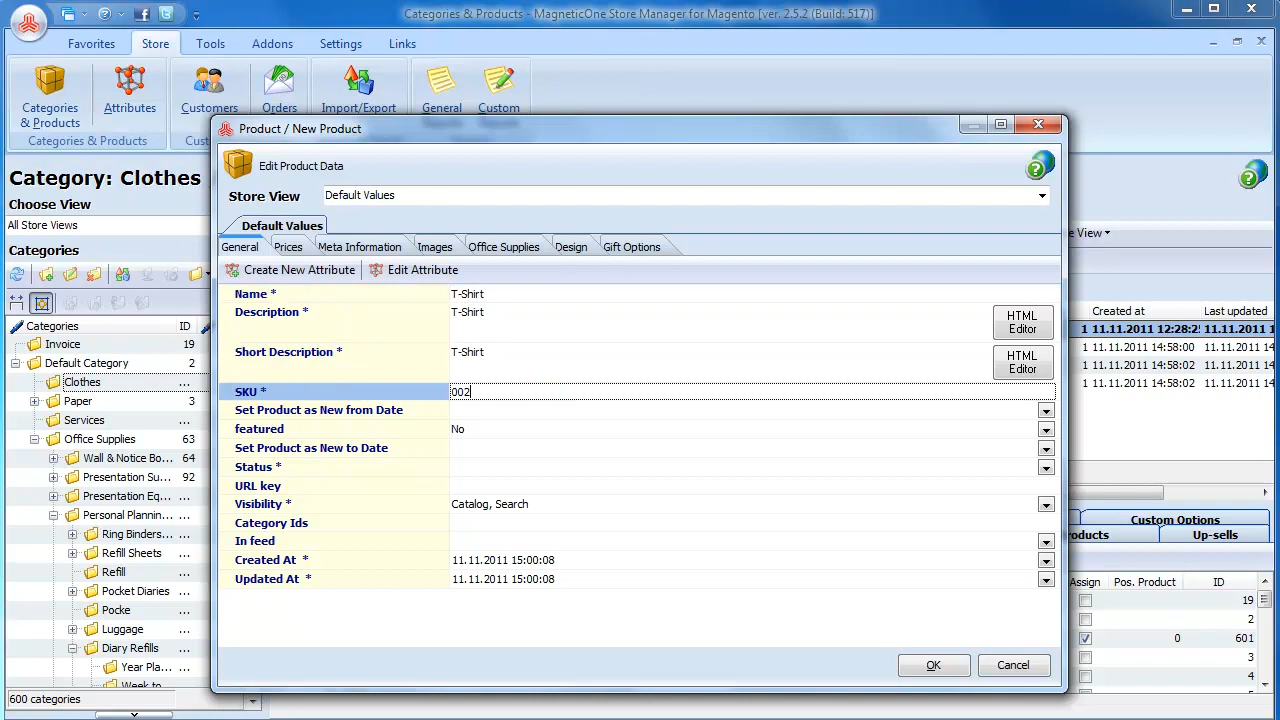 Categories & Products - MagneticOne Store Manager for Magento [ver. 2.5.2 (Build: 517)]
Favorites Store Tools Addons Settings Links
Categories & Products Attributes Customers Orders Import/Export General Custom
Categories & Products
Product / New Product
Edit Product Data
Category: Clothes
Store View Default Values
Choose View
All Store Views
Default Values
Categories
General Prices Meta Information Images Office Supplies Design Gift Options
Create New Attribute Edit Attribute
Name * T-Shirt
Description * T-Shirt HTML Editor
Short Description * T-Shirt HTML Editor
SKU * 002
Set Product as New from Date
featured No
Set Product as New to Date
Status *
URL key
Visibility * Catalog, Search
Category Ids
In feed
Created At * 11.11.2011 15:00:08
Updated At * 11.11.2011 15:00:08
OK Cancel
Categories ID
Invoice 19
Default Category 2
Clothes ...
Paper 3
Services ...
Office Supplies 63
Wall & Notice Bo... 64
Presentation Su... 92
Presentation Eq... ...
Personal Plannin... ...
Ring Binders... ...
Refill Sheets ...
Refill ...
Pocket Diaries ...
Pocke ...
Luggage ...
Diary Refills ...
Year Pla... ...
Week to
600 categories
Created at Last updated
1 11.11.2011 12:28:2 11.11.2011
1 11.11.2011 14:58:00 11.11.2011 14
1 11.11.2011 14:58:02 11.11.2011 14
1 11.11.2011 14:58:02 11.11.2011 14
Custom Options
Up-sells
Assign Pos. Product ID
19
2
0 601
3
4